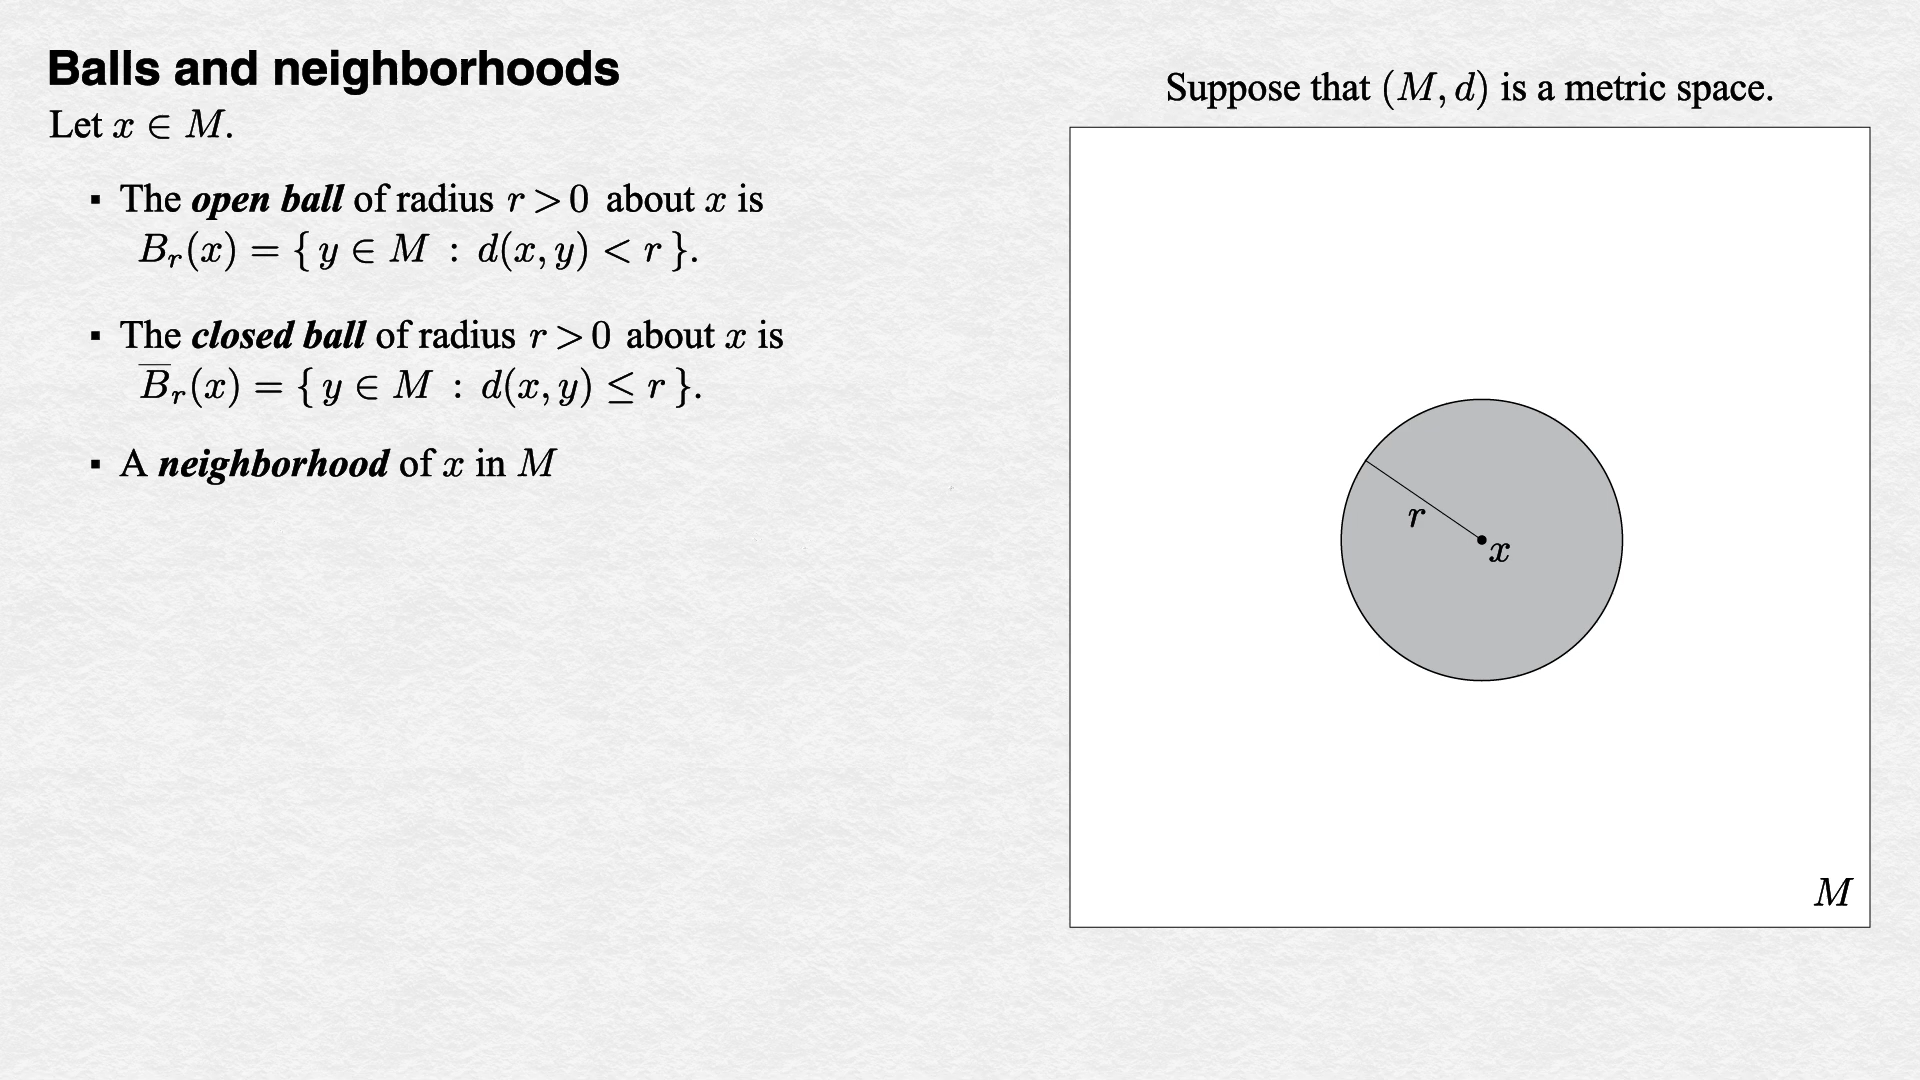 Balls and neighborhoods
Let x ∈ M.
▪ The open ball of radius r > 0 about x is
B_r(x) = { y ∈ M : d(x, y) < r }.
▪ The closed ball of radius r > 0 about x is
B̅_r(x) = { y ∈ M : d(x, y) ≤ r }.
▪ A neighborhood of x in M
Suppose that (M, d) is a metric space.
r
x
M